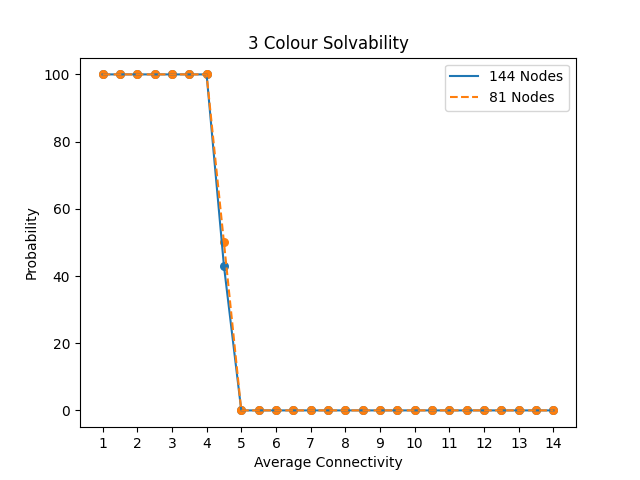 3 Colour Solvability
144 Nodes
81 Nodes
Probability
100
80
60
40
20
0
1 2 3 4 5 6 7 8 9 10 11 12 13 14
Average Connectivity